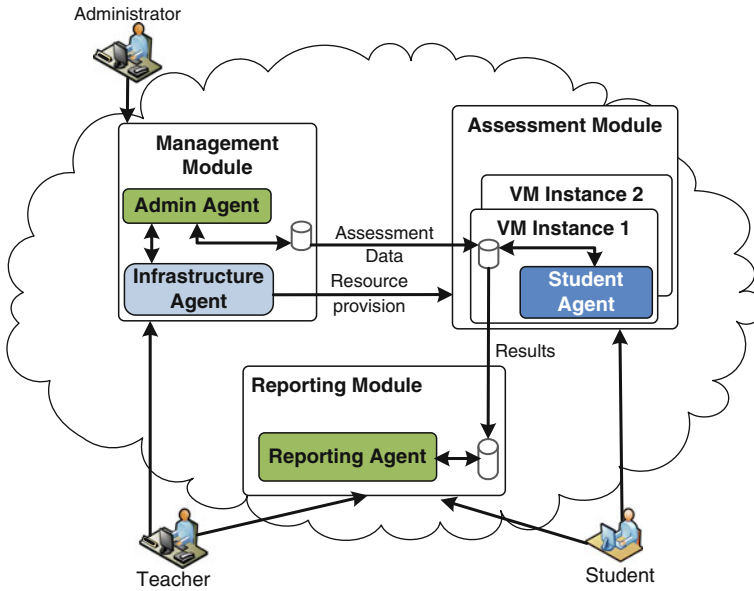 Administrator
Management
Module
Admin Agent
Infrastructure
Agent
Assessment
Data
Resource
provision
Assessment Module
VM Instance 2
VM Instance 1
Student
Agent
Results
Reporting Module
Reporting Agent
Teacher
Student